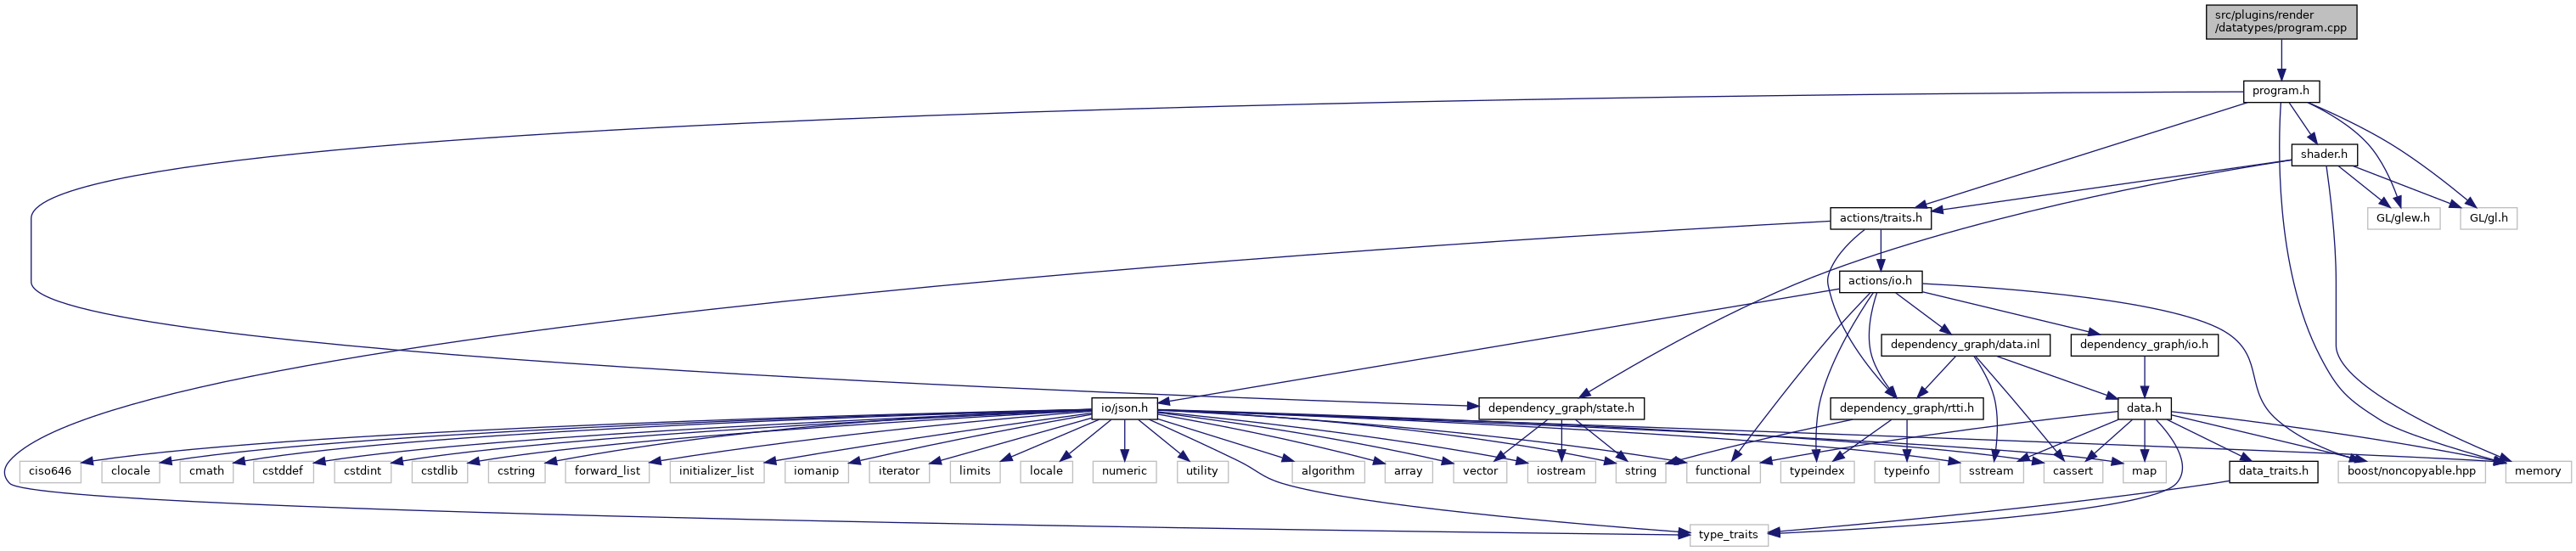 src/plugins/render
/datatypes/program.cpp
program.h
shader.h
actions/traits.h
GL/glew.h
GL/gl.h
actions/io.h
dependency_graph/data.inl
dependency_graph/io.h
io/json.h
dependency_graph/state.h
dependency_graph/rtti.h
data.h
ciso646
clocale
cmath
cstddef
cstdint
cstdlib
cstring
forward_list
initializer_list
iomanip
iterator
limits
locale
numeric
utility
algorithm
array
vector
iostream
string
functional
typeindex
typeinfo
sstream
cassert
map
data_traits.h
boost/noncopyable.hpp
memory
type_traits